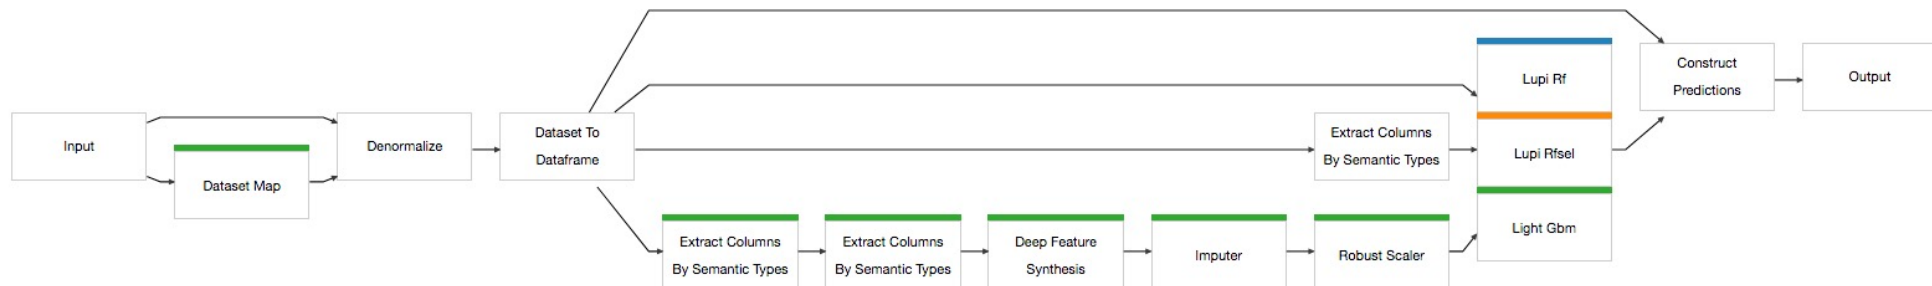 Input
Dataset Map
Denormalize
Dataset To
Dataframe
Extract Columns
By Semantic Types
Extract Columns
By Semantic Types
Deep Feature
Synthesis
Imputer
Robust Scaler
Extract Columns
By Semantic Types
Lupi Rf
Lupi Rfsel
Light Gbm
Construct
Predictions
Output